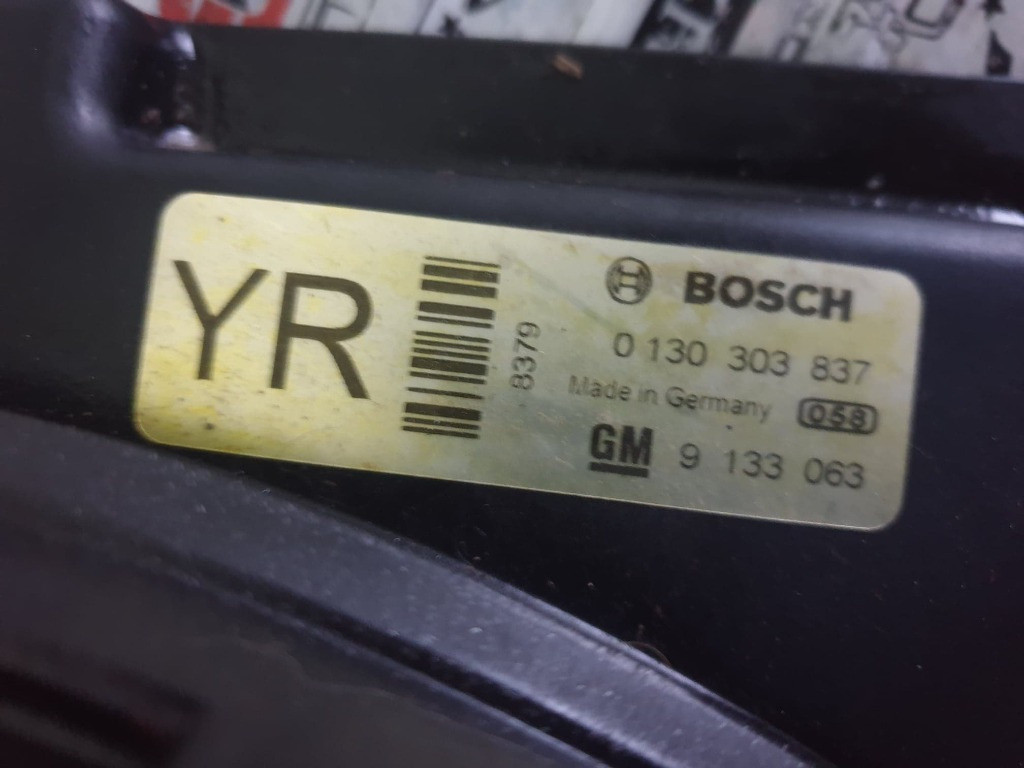 YR
8379
BOSCH
0 130 303 837
Made in Germany 058
GM 9 133 063